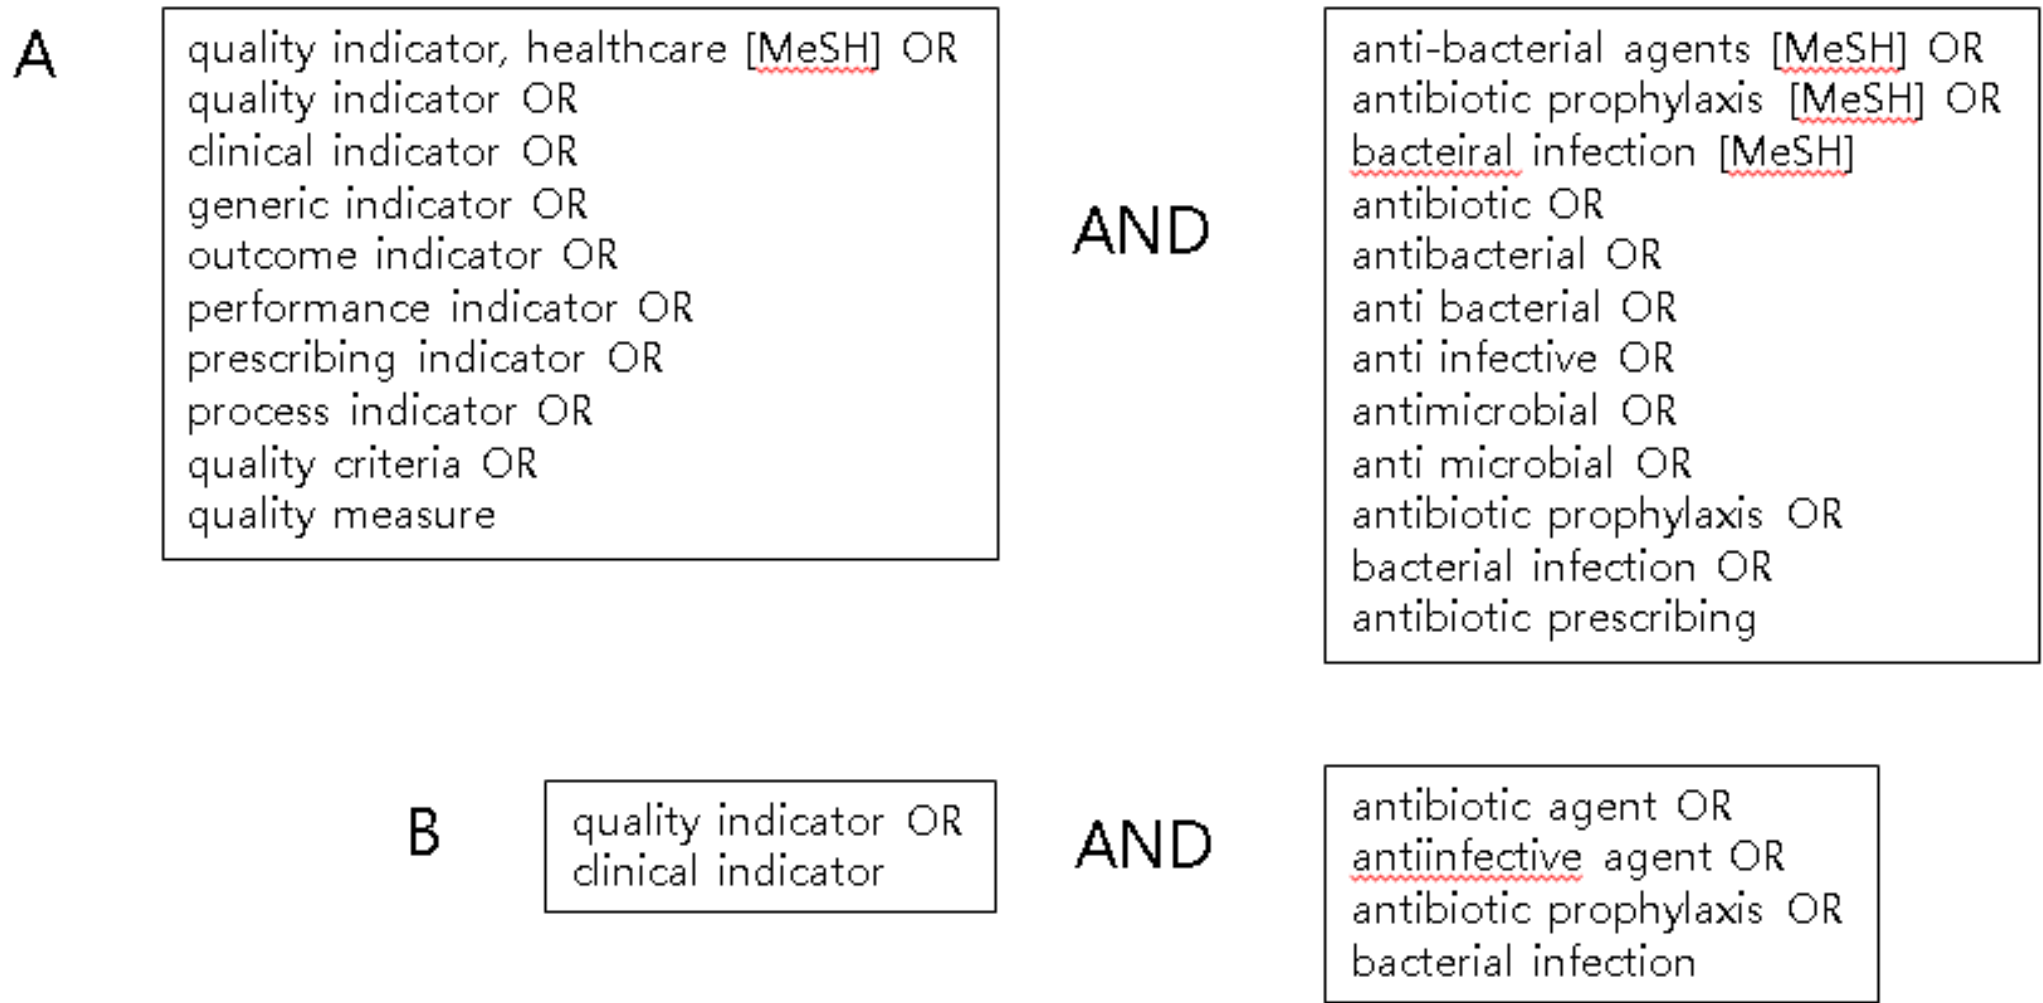 A
quality indicator, healthcare [MeSH] OR
quality indicator OR
clinical indicator OR
generic indicator OR
outcome indicator OR
performance indicator OR
prescribing indicator OR
process indicator OR
quality criteria OR
quality measure
AND
anti-bacterial agents [MeSH] OR
antibiotic prophylaxis [MeSH] OR
bacteiral infection [MeSH]
antibiotic OR
antibacterial OR
anti bacterial OR
anti infective OR
antimicrobial OR
anti microbial OR
antibiotic prophylaxis OR
bacterial infection OR
antibiotic prescribing
B
quality indicator OR
clinical indicator
AND
antibiotic agent OR
antiinfective agent OR
antibiotic prophylaxis OR
bacterial infection